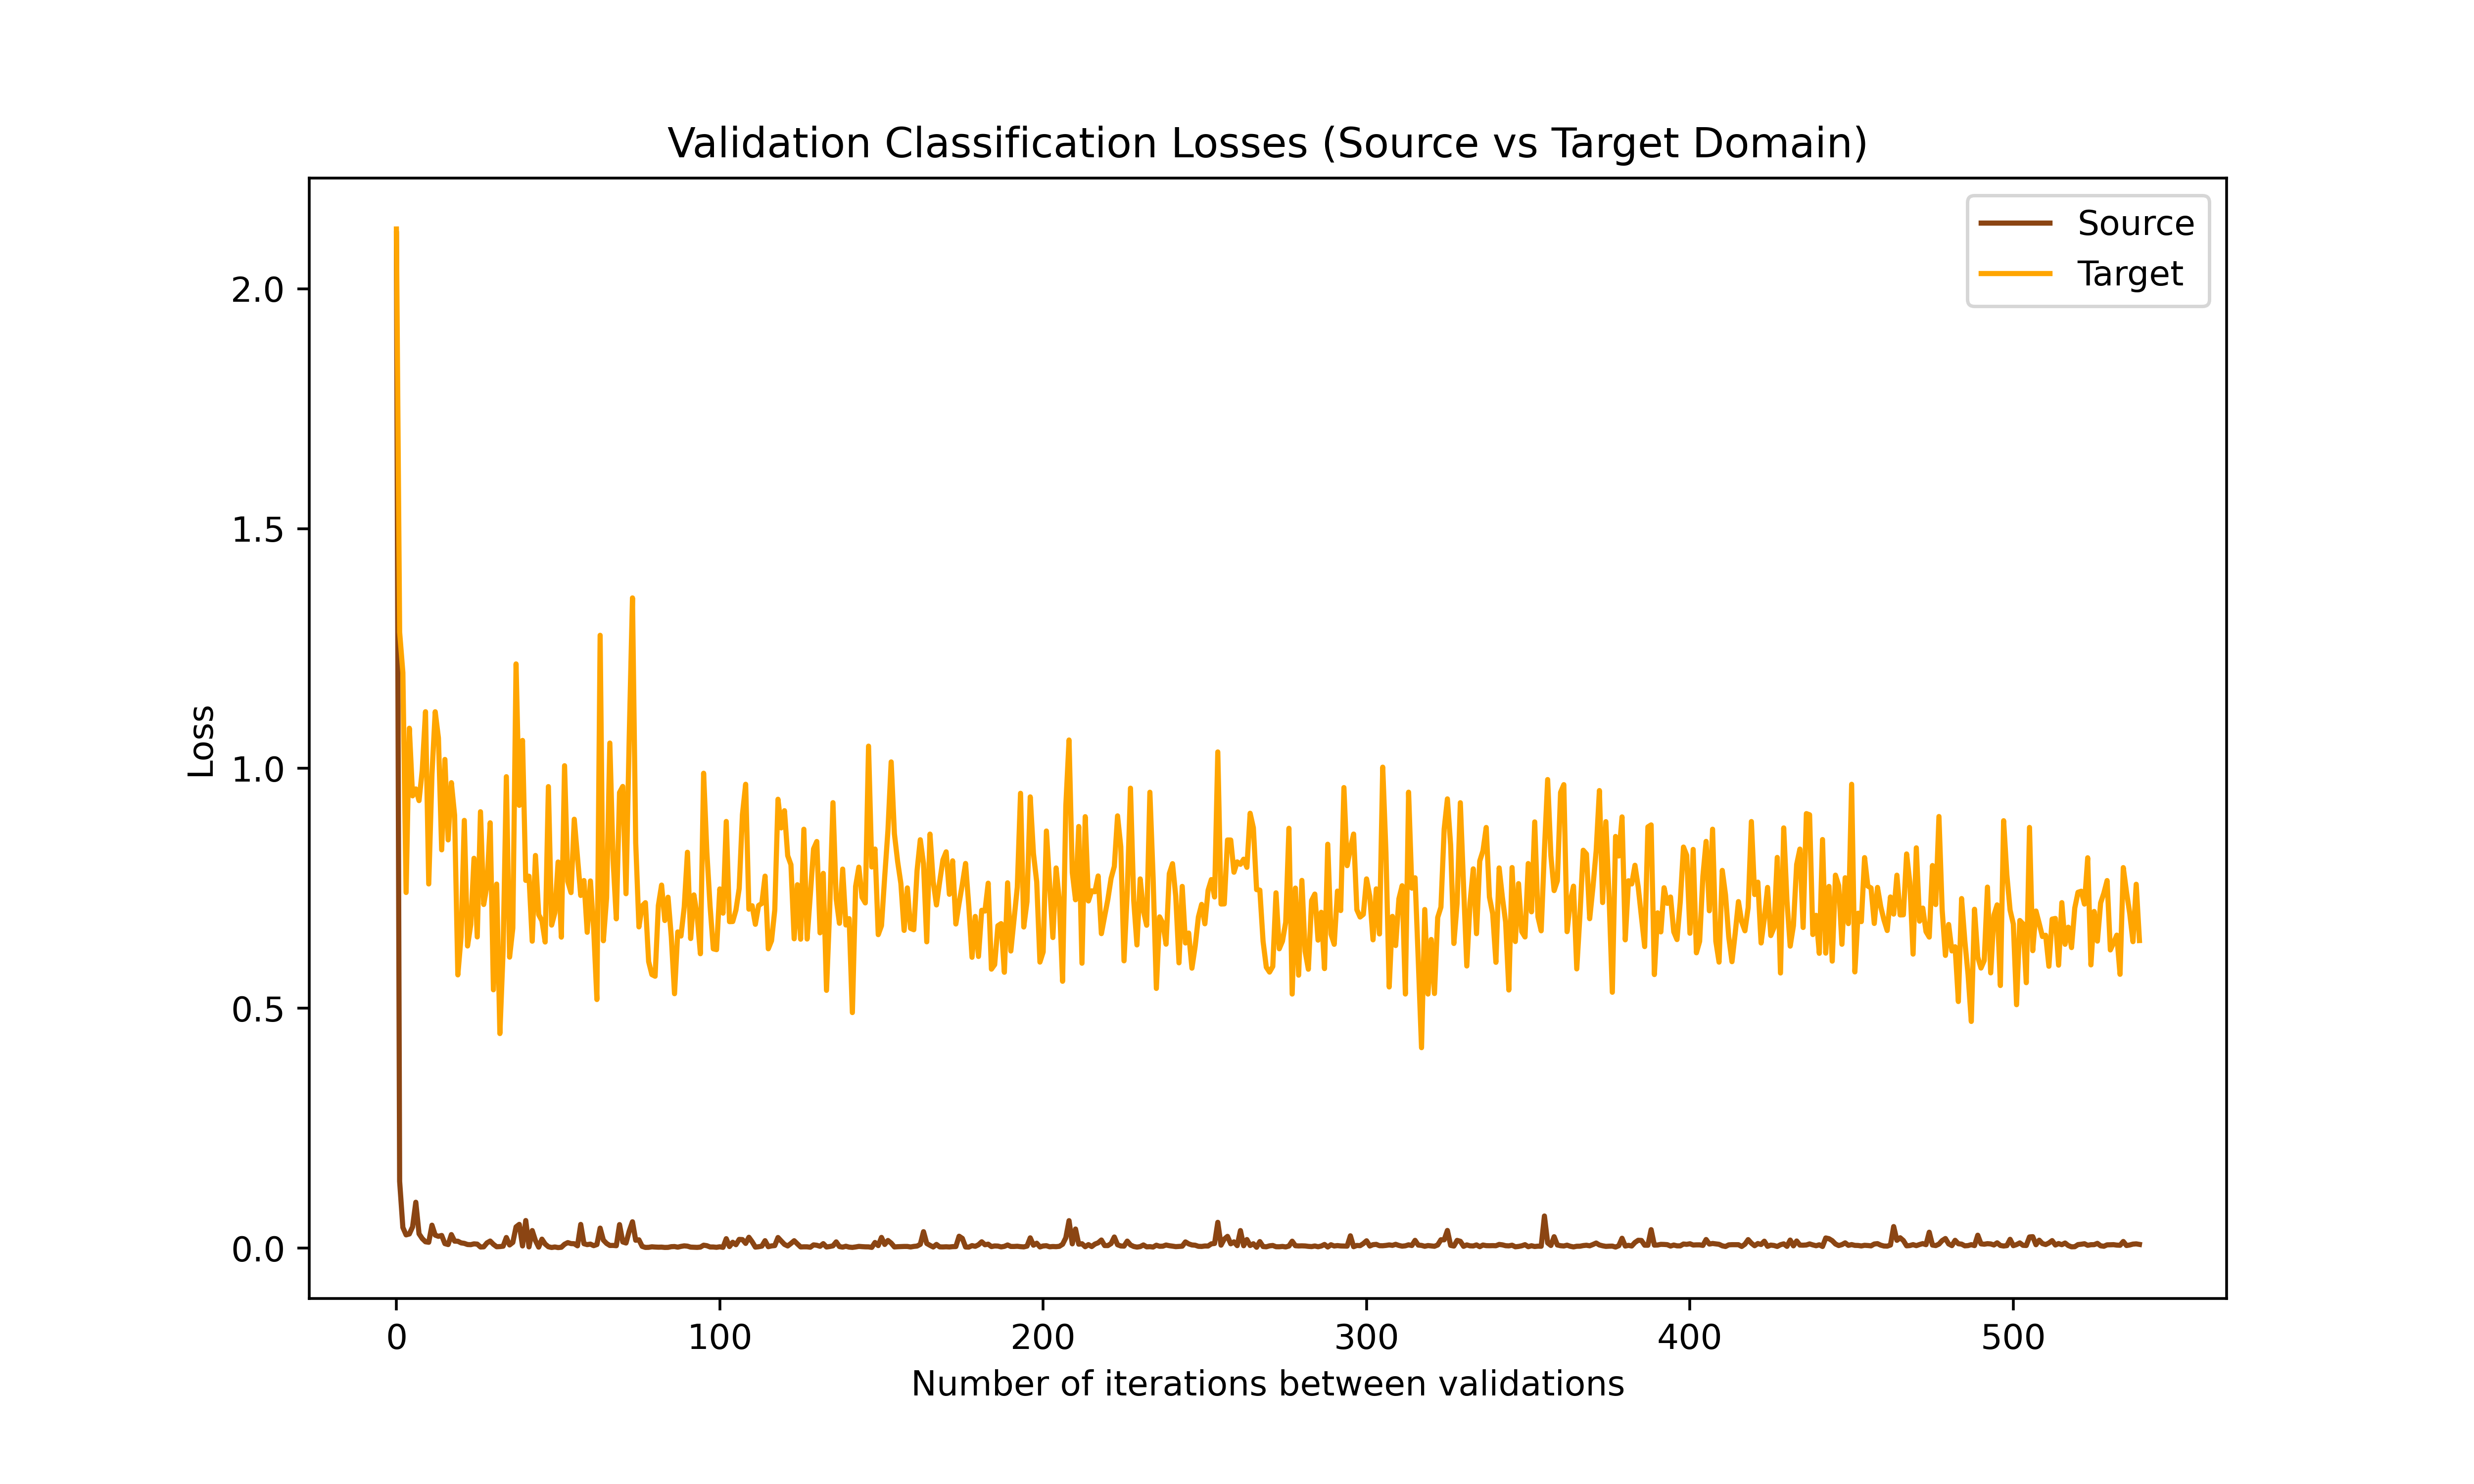 Validation Classification Losses (Source vs Target Domain)
Source
Target
2.0
1.5
1.0
0.5
0.0
Loss
0 100 200 300 400 500
Number of iterations between validations